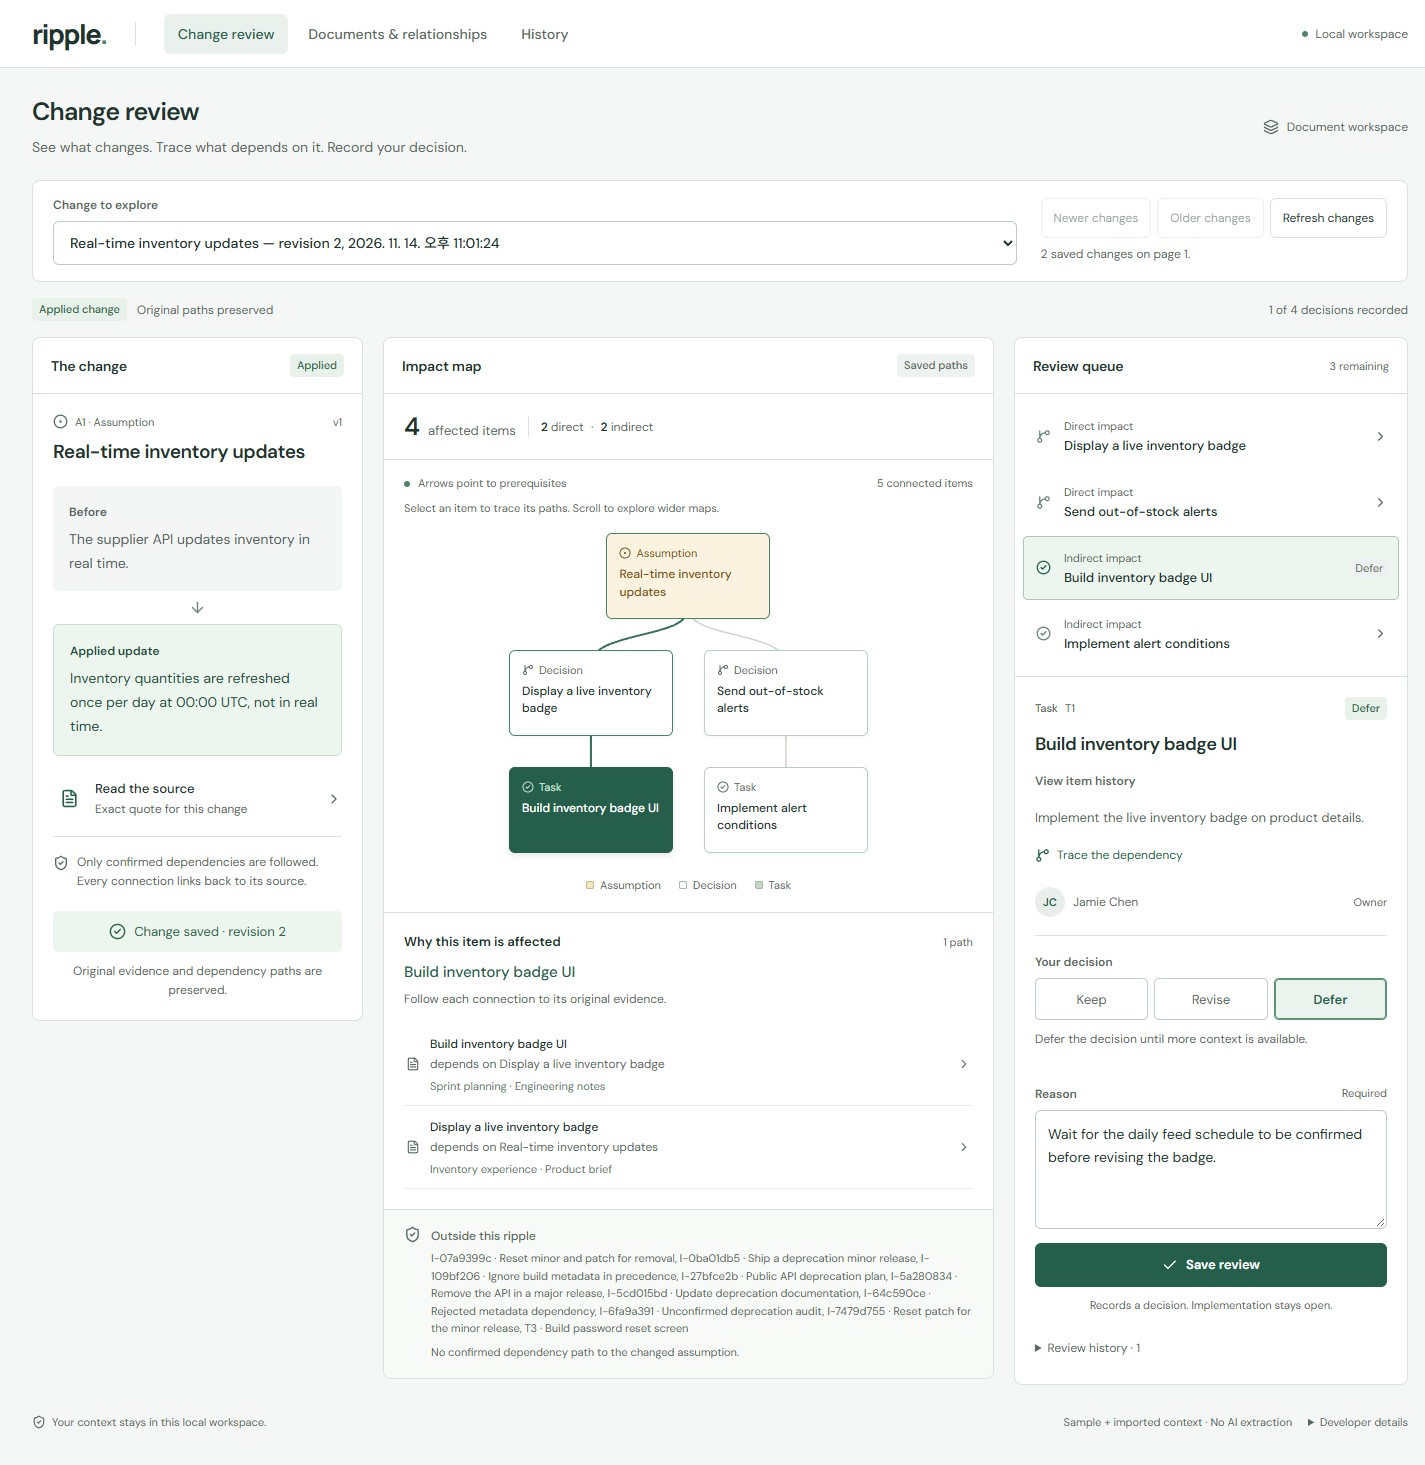 ripple.
Change review
Documents & relationships
History
Local workspace
Change review
See what changes. Trace what depends on it. Record your decision.
Document workspace
Change to explore
Real-time inventory updates — revision 2, 2026. 11. 14. 오후 11:01:24
Newer changes
Older changes
Refresh changes
2 saved changes on page 1.
Applied change
Original paths preserved
1 of 4 decisions recorded
The change
Applied
A1 · Assumption
v1
Real-time inventory updates
Before
The supplier API updates inventory in
real time.
Applied update
Inventory quantities are refreshed
once per day at 00:00 UTC, not in real
time.
Read the source
Exact quote for this change
Only confirmed dependencies are followed.
Every connection links back to its source.
Change saved · revision 2
Original evidence and dependency paths are
preserved.
Impact map
Saved paths
4 affected items
2 direct · 2 indirect
Arrows point to prerequisites
5 connected items
Select an item to trace its paths. Scroll to explore wider maps.
Assumption
Real-time inventory
updates
Decision
Display a live inventory
badge
Decision
Send out-of-stock
alerts
Task
Build inventory badge UI
Task
Implement alert
conditions
Assumption
Decision
Task
Why this item is affected
1 path
Build inventory badge UI
Follow each connection to its original evidence.
Build inventory badge UI
depends on Display a live inventory badge
Sprint planning · Engineering notes
Display a live inventory badge
depends on Real-time inventory updates
Inventory experience · Product brief
Outside this ripple
I-07a9399c · Reset minor and patch for removal, I-0ba01db5 · Ship a deprecation minor release, I-
109bf206 · Ignore build metadata in precedence, I-27bfce2b · Public API deprecation plan, I-5a280834 ·
Remove the API in a major release, I-5cd015bd · Update deprecation documentation, I-64c590ce ·
Rejected metadata dependency, I-6fa9a391 · Unconfirmed deprecation audit, I-7479d755 · Reset patch for
the minor release, T3 · Build password reset screen
No confirmed dependency path to the changed assumption.
Review queue
3 remaining
Direct impact
Display a live inventory badge
Direct impact
Send out-of-stock alerts
Indirect impact
Build inventory badge UI
Defer
Indirect impact
Implement alert conditions
Task T1
Defer
Build inventory badge UI
View item history
Implement the live inventory badge on product details.
Trace the dependency
JC
Jamie Chen
Owner
Your decision
Keep
Revise
Defer
Defer the decision until more context is available.
Reason
Required
Wait for the daily feed schedule to be confirmed
before revising the badge.
Save review
Records a decision. Implementation stays open.
Review history · 1
Your context stays in this local workspace.
Sample + imported context · No AI extraction
Developer details